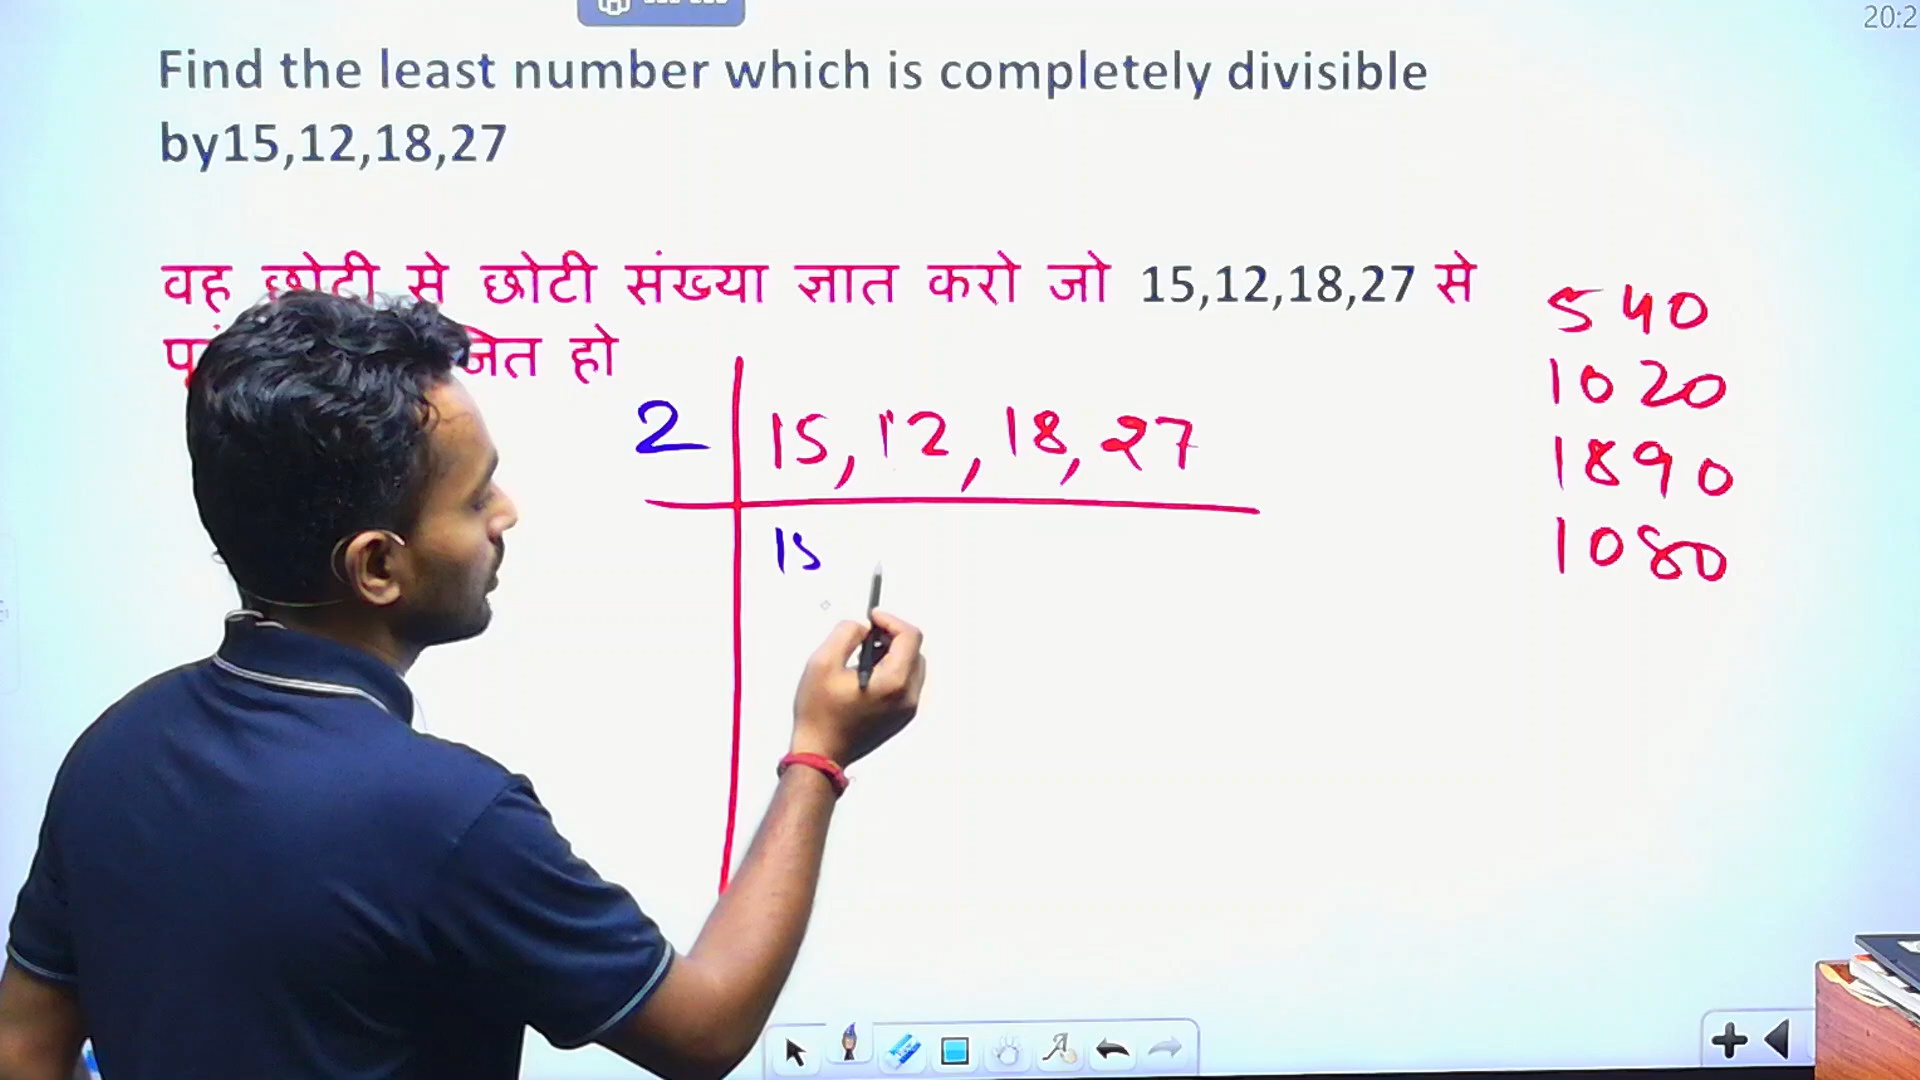 20:2
Find the least number which is completely divisible
by15,12,18,27
वह छोटी से छोटी संख्या ज्ञात करो जो 15,12,18,27 से
हो
540
1020
1890
1080
2 15, 12, 18, 27
15